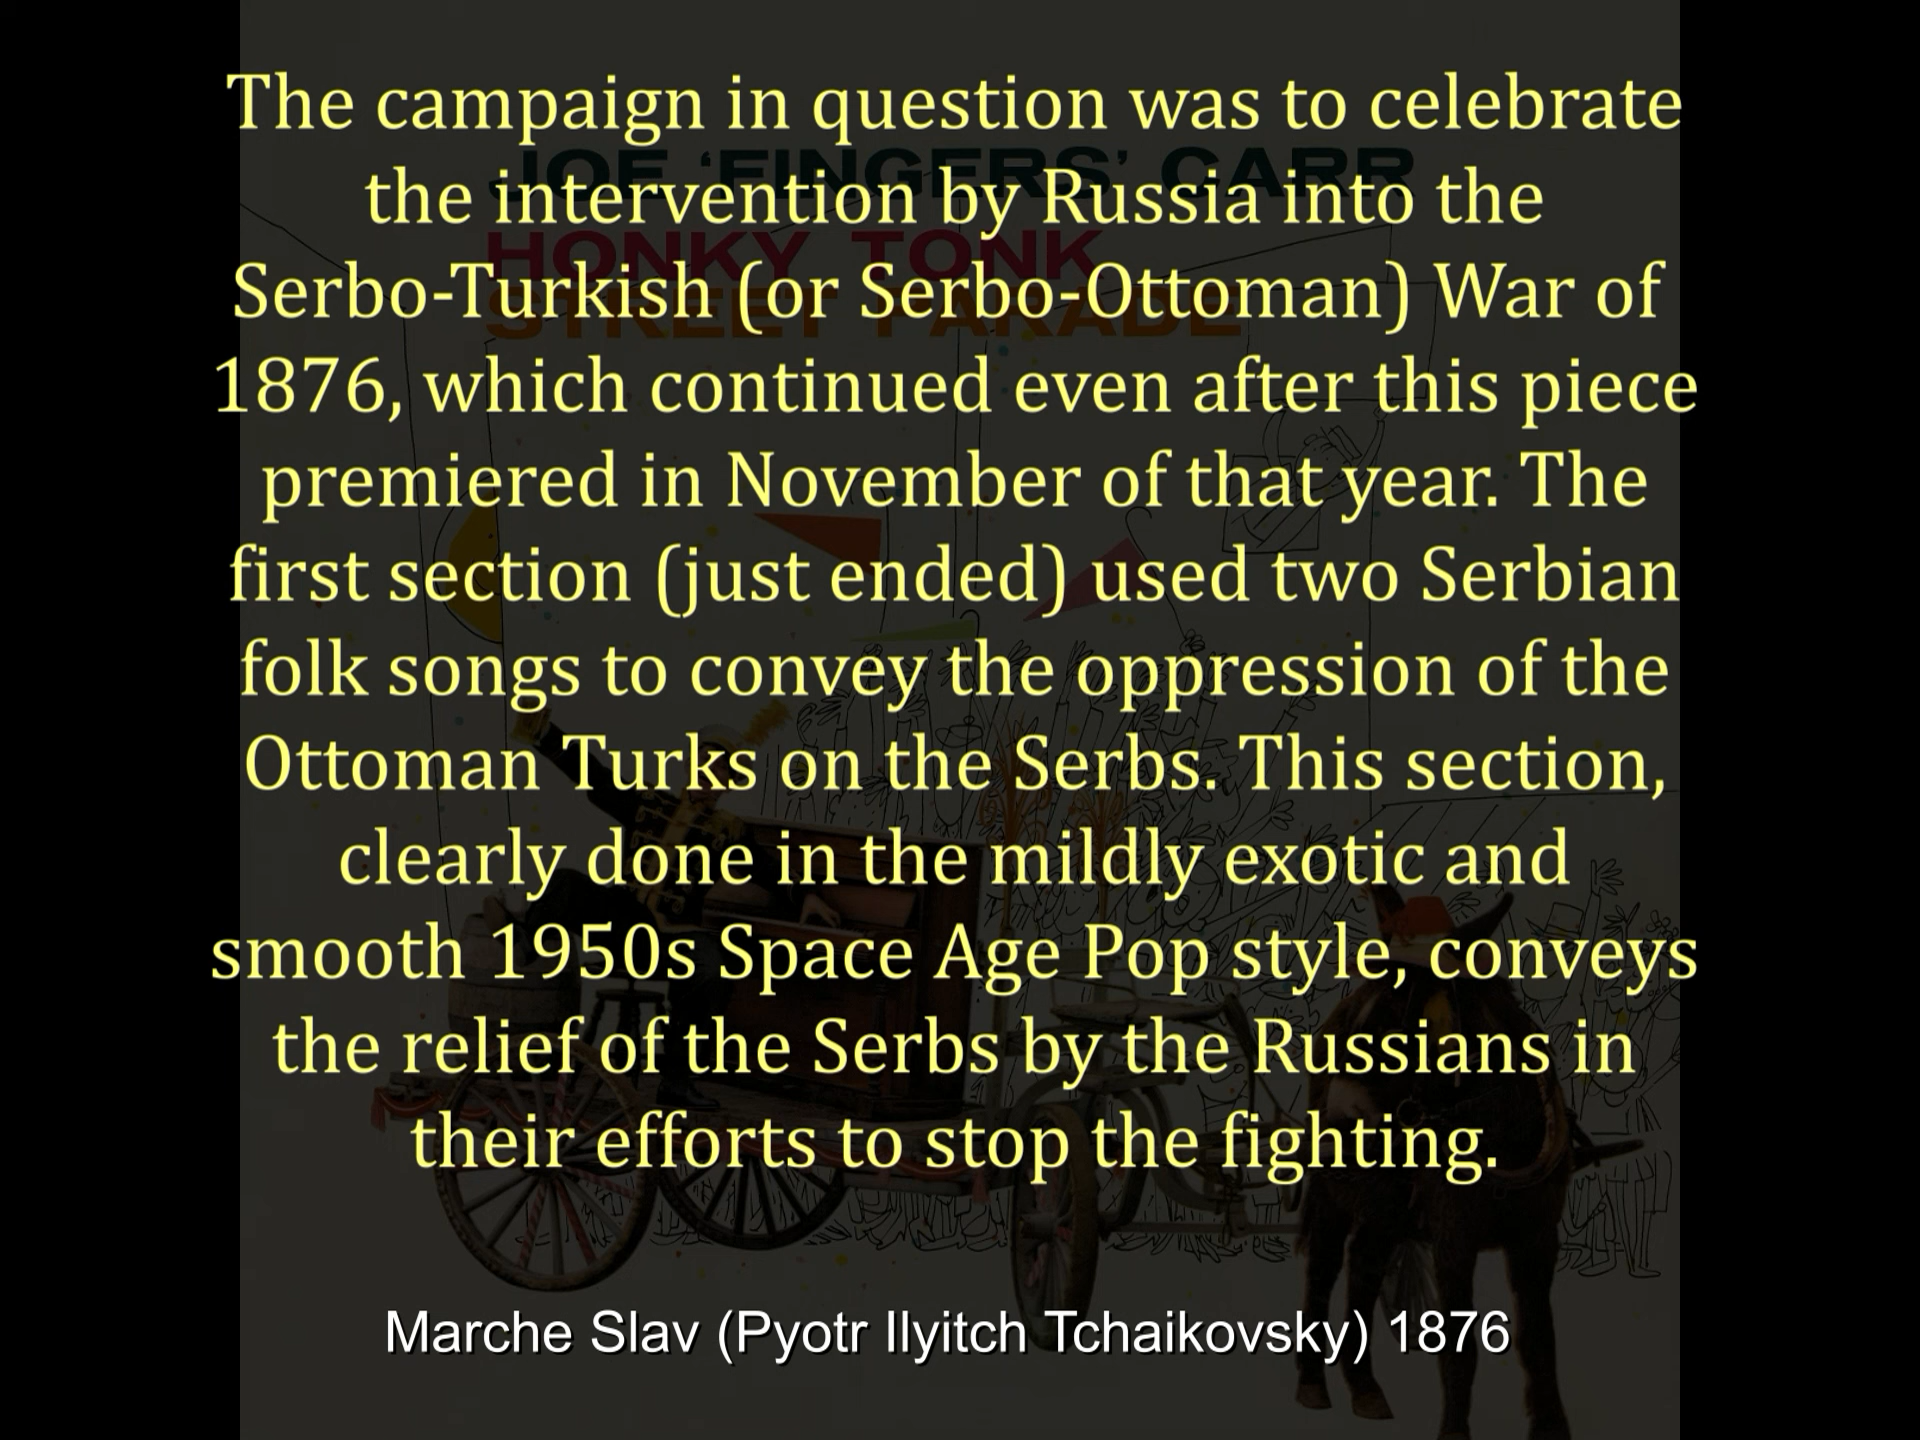 The campaign in question was to celebrate
the intervention by Russia into the
Serbo-Turkish (or Serbo-Ottoman) War of
1876, which continued even after this piece
premiered in November of that year. The
first section (just ended) used two Serbian
folk songs to convey the oppression of the
Ottoman Turks on the Serbs. This section,
clearly done in the mildly exotic and
smooth 1950s Space Age Pop style, conveys
the relief of the Serbs by the Russians in
their efforts to stop the fighting.
JOE 'FINGERS' CARR
HONKY TONK
STREET PARADE
Marche Slav (Pyotr Ilyitch Tchaikovsky) 1876